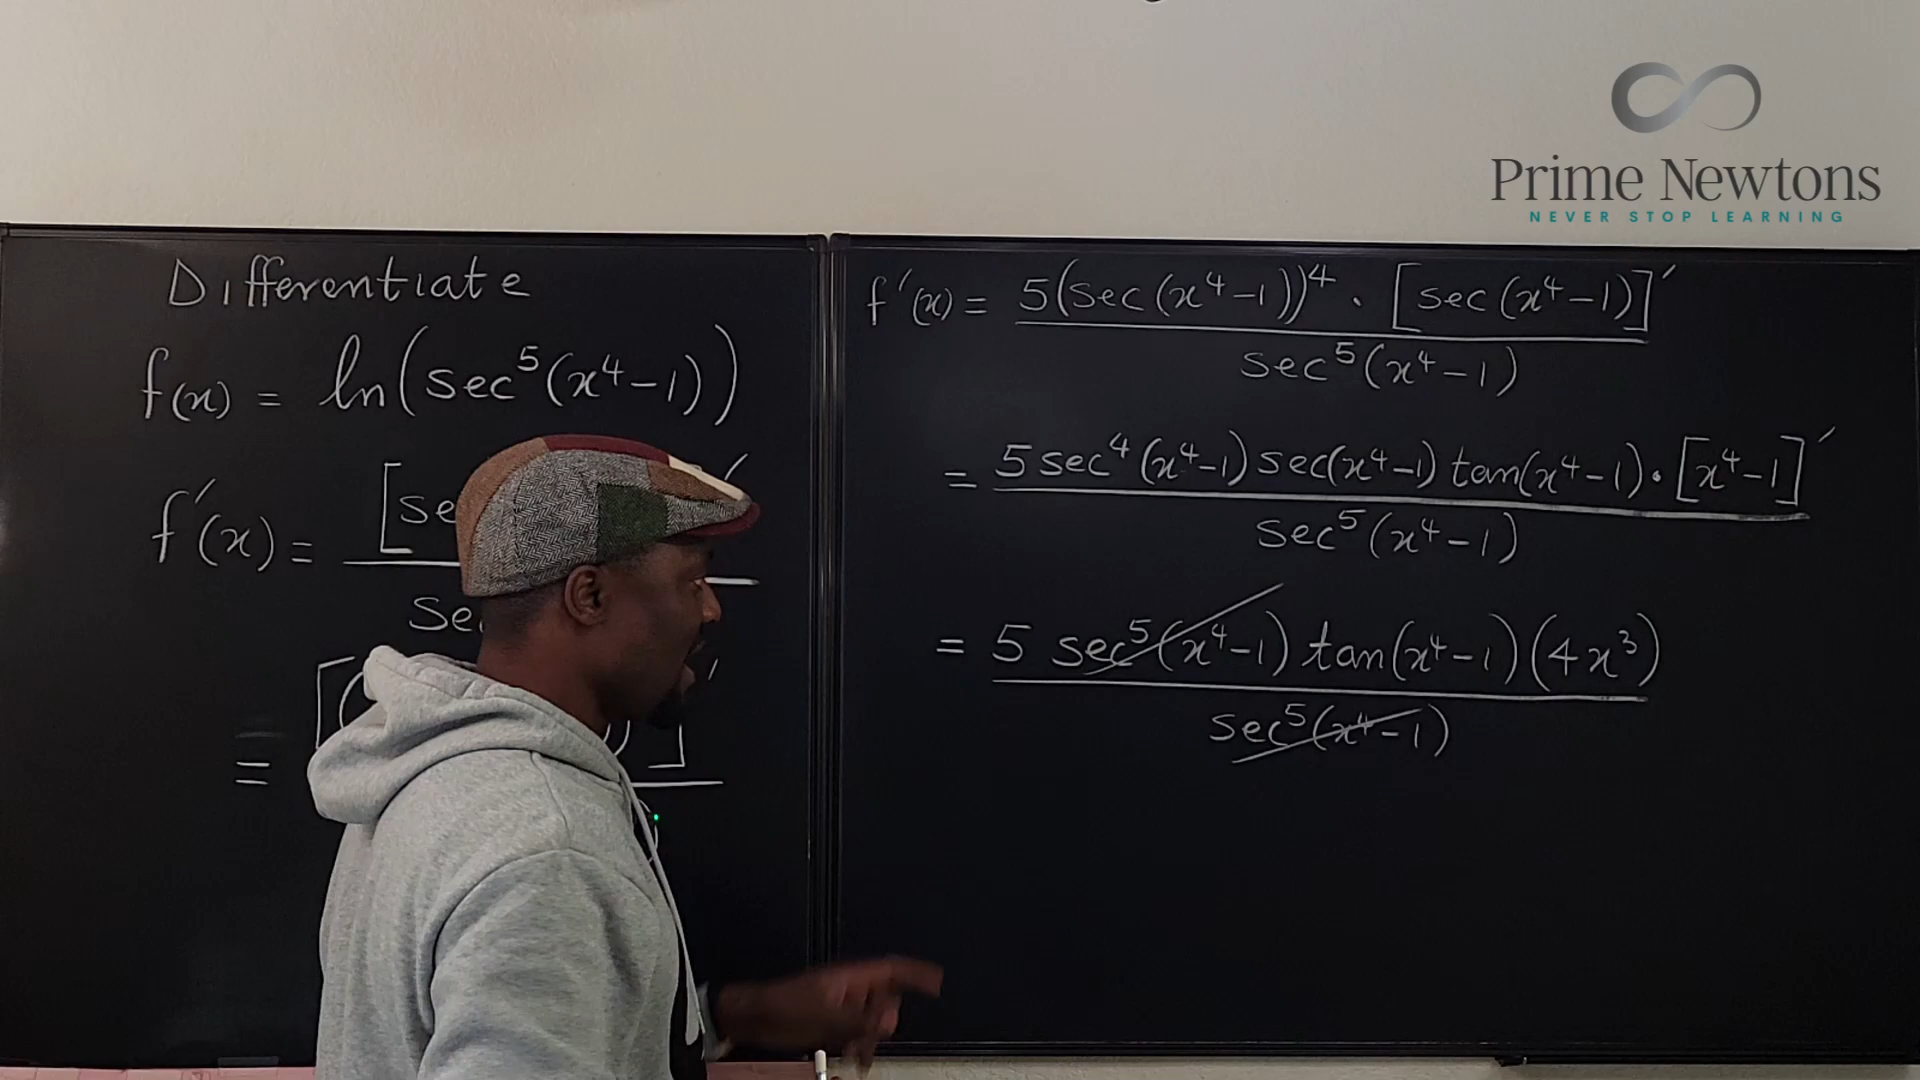 Prime Newtons
NEVER STOP LEARNING
Differentiate
f(x) = ln(sec⁵(x⁴-1))
f'(x) =
= [( ) ]'
f'(x) = 5(sec(x⁴-1))⁴ · [sec(x⁴-1)]'
sec⁵(x⁴-1)
= 5 sec⁴(x⁴-1) sec(x⁴-1) tan(x⁴-1) · [x⁴-1]'
sec⁵(x⁴-1)
= 5 sec⁵(x⁴-1) tan(x⁴-1)(4x³)
sec⁵(x⁴-1)